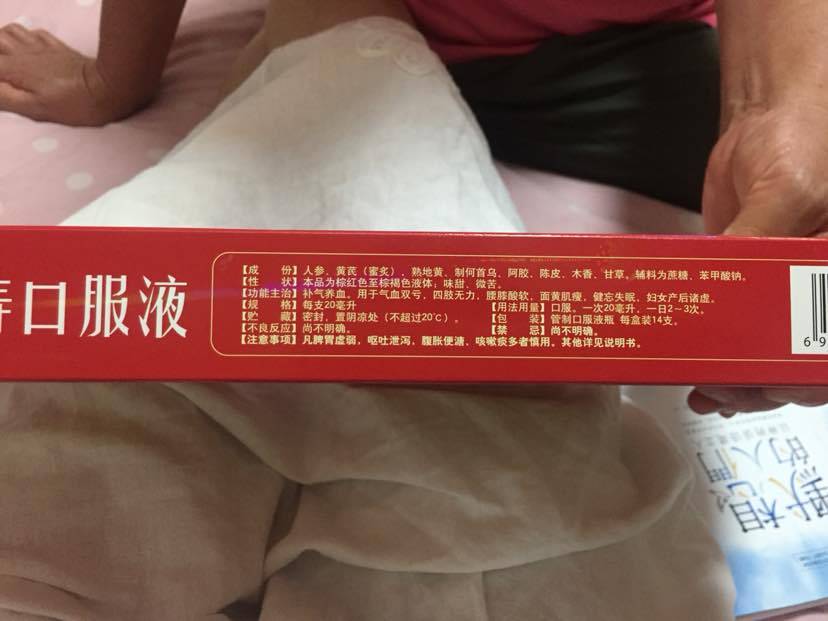 口服液
【成　份】人参、黄芪（蜜炙）、熟地黄、制何首乌、阿胶、陈皮、木香、甘草。辅料为蔗糖、苯甲酸钠。
【性　状】本品为棕红色至棕褐色液体；味甜、微苦。
【功能主治】补气养血。用于气血双亏，四肢无力，腰膝酸软，面黄肌瘦，健忘失眠，妇女产后诸虚。
【规　格】每支20毫升　【用法用量】口服。一次20毫升，一日2~3次。
【贮　藏】密封，置阴凉处（不超过20℃）。　【包　装】管制口服液瓶 每盒装14支。
【不良反应】尚不明确。　【禁　忌】尚不明确。
【注意事项】凡脾胃虚弱，呕吐泄泻，腹胀便溏，咳嗽痰多者慎用。其他详见说明书。
69
想
的人們